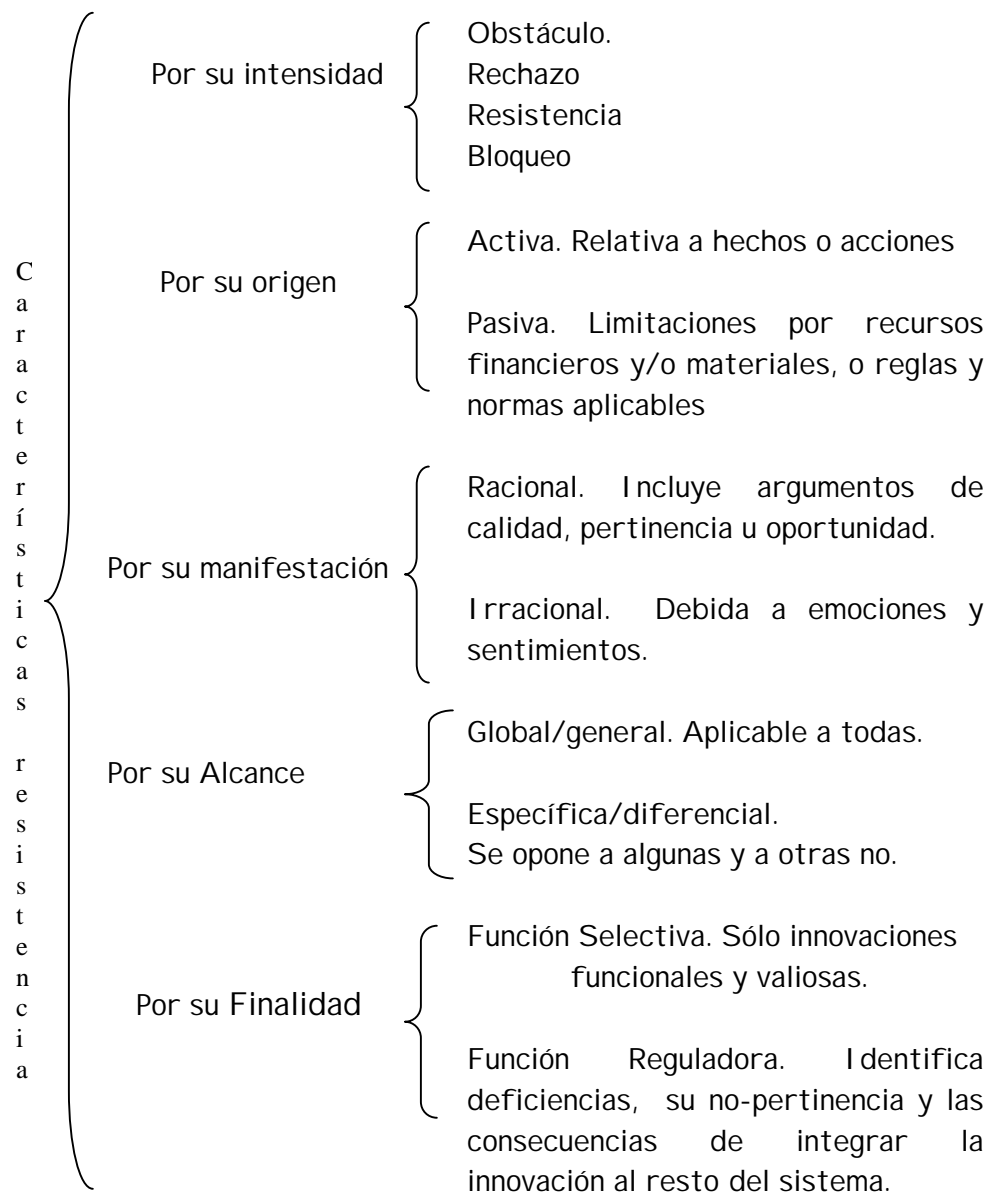 Características resistencia
Por su intensidad
Obstáculo.
Rechazo
Resistencia
Bloqueo
Por su origen
Activa. Relativa a hechos o acciones
Pasiva. Limitaciones por recursos
financieros y/o materiales, o reglas y
normas aplicables
Por su manifestación
Racional. Incluye argumentos de
calidad, pertinencia u oportunidad.
Irracional. Debida a emociones y
sentimientos.
Por su Alcance
Global/general. Aplicable a todas.
Específica/diferencial.
Se opone a algunas y a otras no.
Por su Finalidad
Función Selectiva. Sólo innovaciones
funcionales y valiosas.
Función Reguladora. Identifica
deficiencias, su no-pertinencia y las
consecuencias de integrar la
innovación al resto del sistema.